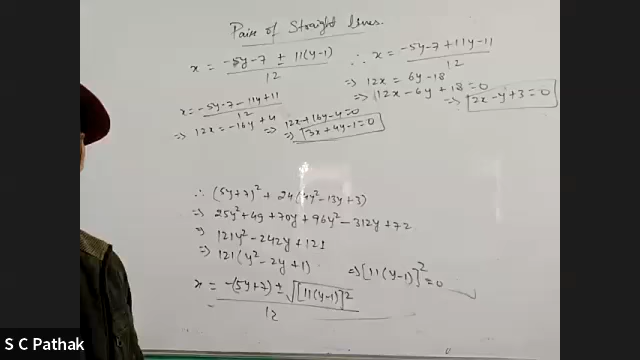 Pairs of Straight lines.
x = -5y-7 ± 11(y-1) / 12
∴ x = -5y-7+11y-11 / 12
⇒ 12x = 6y-18
⇒ 12x-6y+18=0
⇒ 2x-y+3=0
x = -5y-7-11y+11 / 12
⇒ 12x = -16y+4
⇒ 12x+16y-4=0
⇒ 3x+4y-1=0
∴ (5y+7)² + 24(4y²-13y+3)
⇒ 25y²+49+70y+96y²-312y+72
⇒ 121y²-242y+121
⇒ 121(y²-2y+1) ⇒ [11(y-1)]²=0
x = -(5y+7) ± √[11(y-1)]² / 12
=
S C Pathak